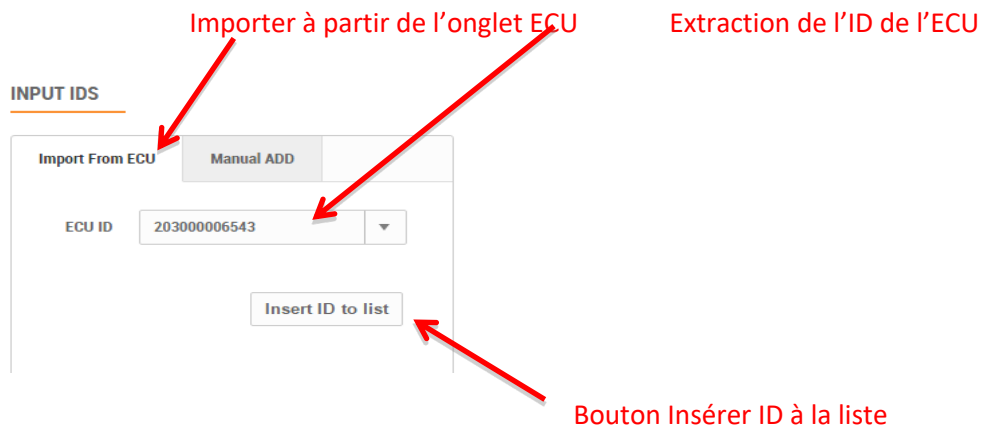 Importer à partir de l'onglet ECU
Extraction de l'ID de l'ECU
INPUT IDS
Import From ECU
Manual ADD
ECU ID
203000006543
Insert ID to list
Bouton Insérer ID à la liste